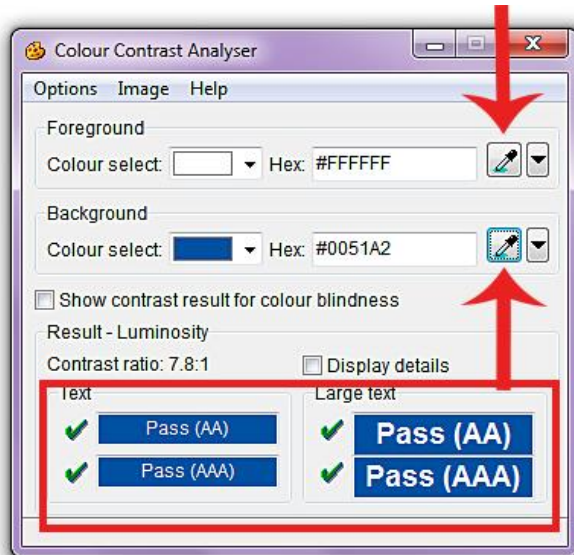 Colour Contrast Analyser
Options Image Help
Foreground
Colour select: Hex: #FFFFFF
Background
Colour select: Hex: #0051A2
Show contrast result for colour blindness
Result - Luminosity
Contrast ratio: 7.8:1 Display details
Text Large text
Pass (AA) Pass (AA)
Pass (AAA) Pass (AAA)